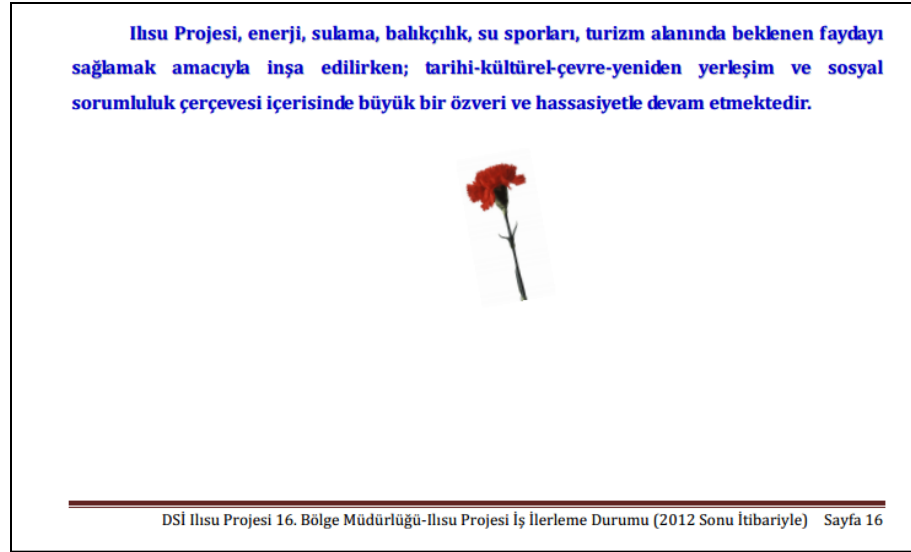 Ilısu Projesi, enerji, sulama, balıkçılık, su sporları, turizm alanında beklenen faydayı
sağlamak amacıyla inşa edilirken; tarihi-kültürel-çevre-yeniden yerleşim ve sosyal
sorumluluk çerçevesi içerisinde büyük bir özveri ve hassasiyetle devam etmektedir.
DSİ Ilısu Projesi 16. Bölge Müdürlüğü-Ilısu Projesi İş İlerleme Durumu (2012 Sonu İtibariyle) Sayfa 16